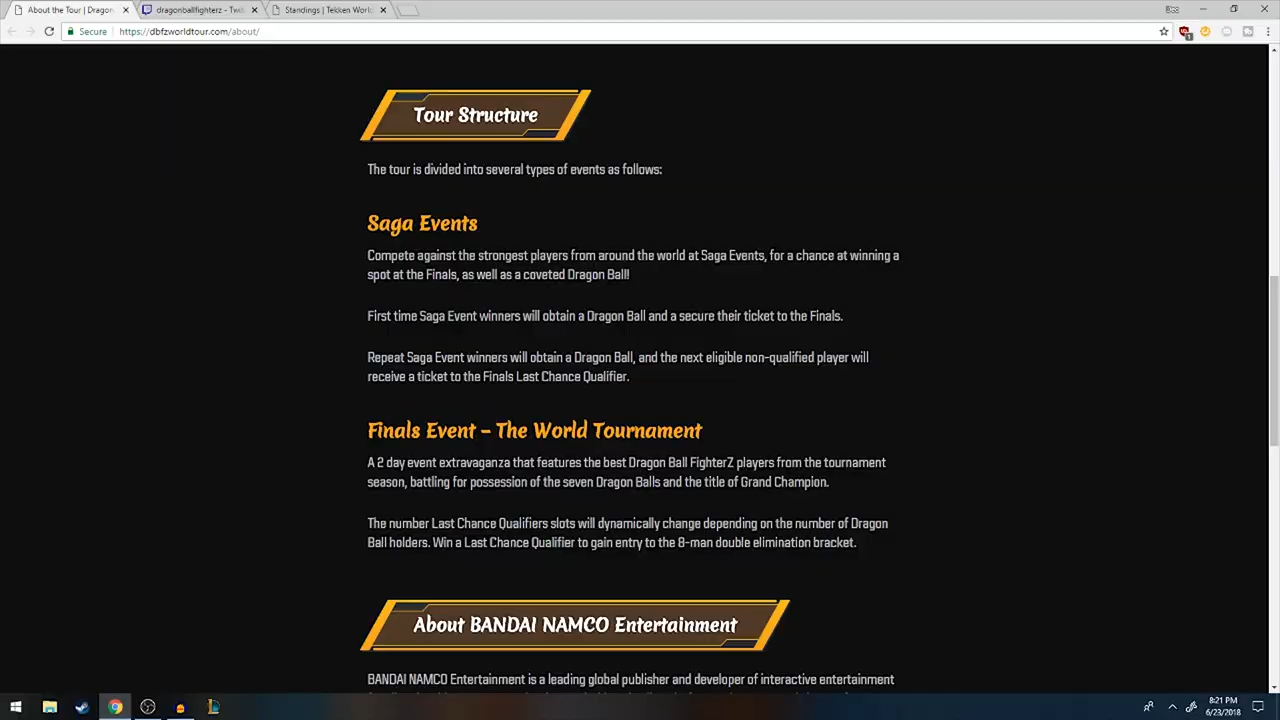 About the Tour | Dragon
dragonballfighterz - Twit
Standings | Tekken World
Secure
https://dbfzworldtour.com/about/
Tour Structure
The tour is divided into several types of events as follows:
Saga Events
Compete against the strongest players from around the world at Saga Events, for a chance at winning a
spot at the Finals, as well as a coveted Dragon Ball!
First time Saga Event winners will obtain a Dragon Ball and a secure their ticket to the Finals.
Repeat Saga Event winners will obtain a Dragon Ball, and the next eligible non-qualified player will
receive a ticket to the Finals Last Chance Qualifier.
Finals Event – The World Tournament
A 2 day event extravaganza that features the best Dragon Ball FighterZ players from the tournament
season, battling for possession of the seven Dragon Balls and the title of Grand Champion.
The number Last Chance Qualifiers slots will dynamically change depending on the number of Dragon
Ball holders. Win a Last Chance Qualifier to gain entry to the 8-man double elimination bracket.
About BANDAI NAMCO Entertainment
BANDAI NAMCO Entertainment is a leading global publisher and developer of interactive entertainment
8:21 PM
6/23/2018